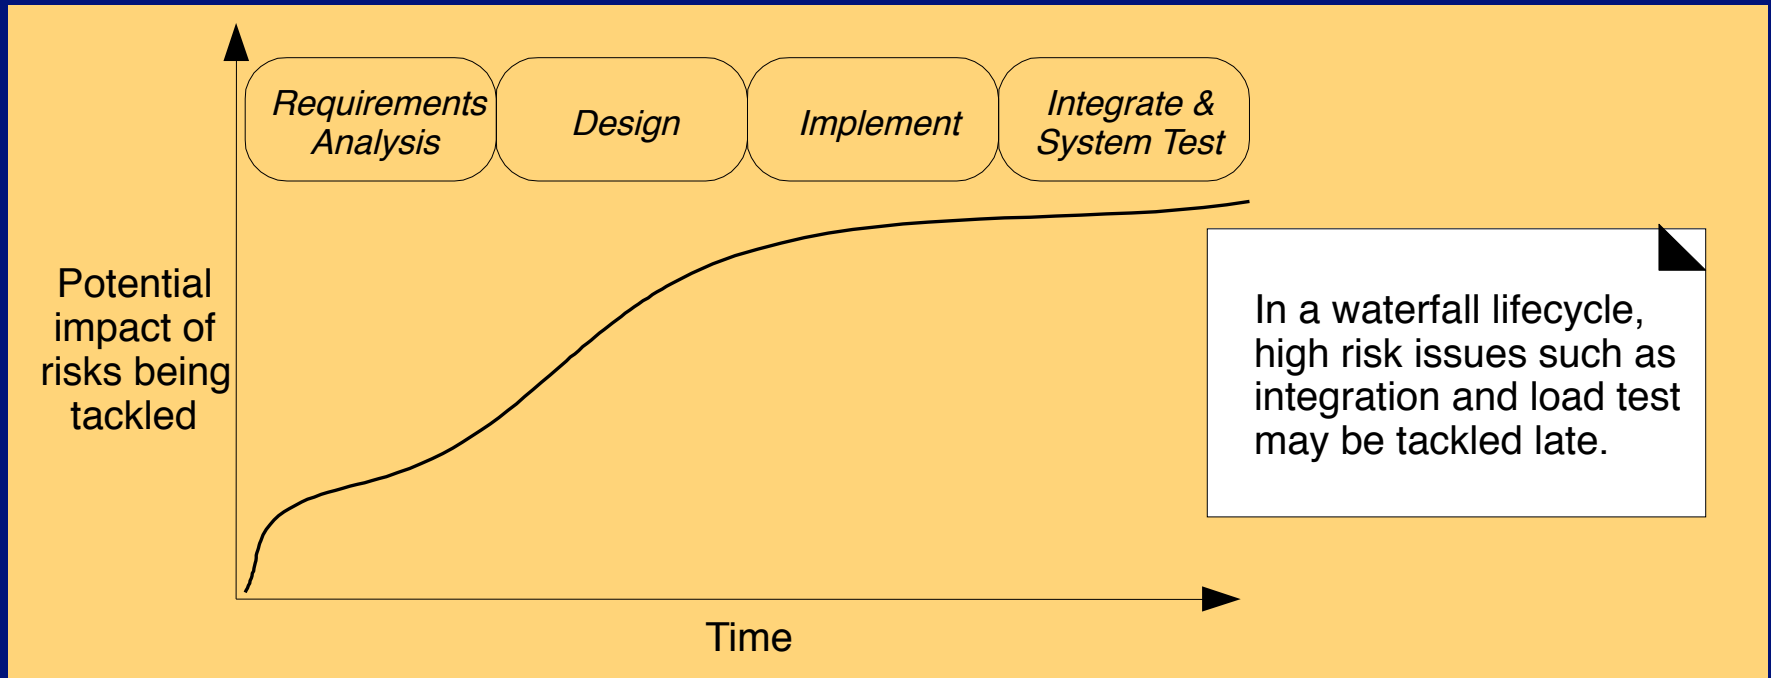 Requirements
Analysis
Design
Implement
Integrate &
System Test
Potential
impact of
risks being
tackled
In a waterfall lifecycle,
high risk issues such as
integration and load test
may be tackled late.
Time